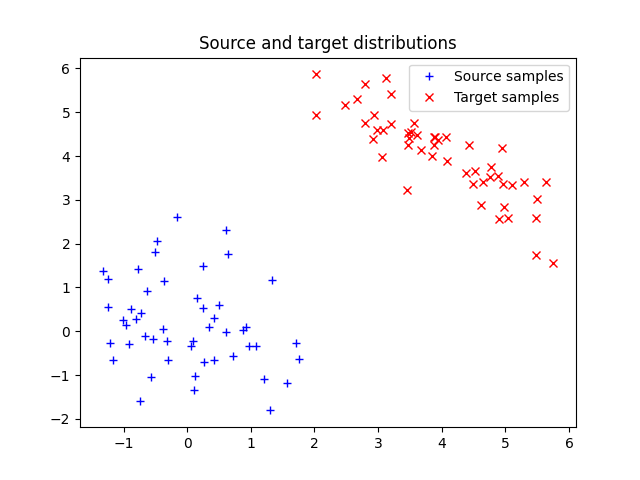 Source and target distributions
Source samples
Target samples
6
5
4
3
2
1
0
−1
−2
−1 0 1 2 3 4 5 6